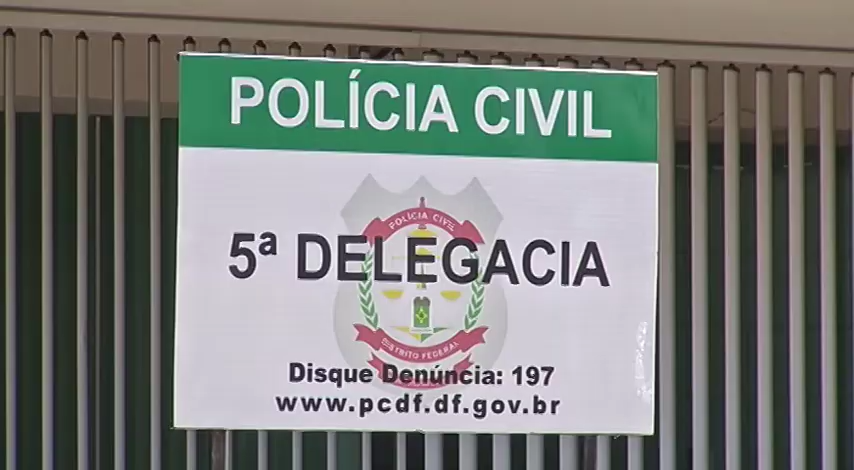 POLÍCIA CIVIL
POLÍCIA CIVIL
5ª DELEGACIA
DISTRITO FEDERAL
Disque Denúncia: 197
www.pcdf.df.gov.br